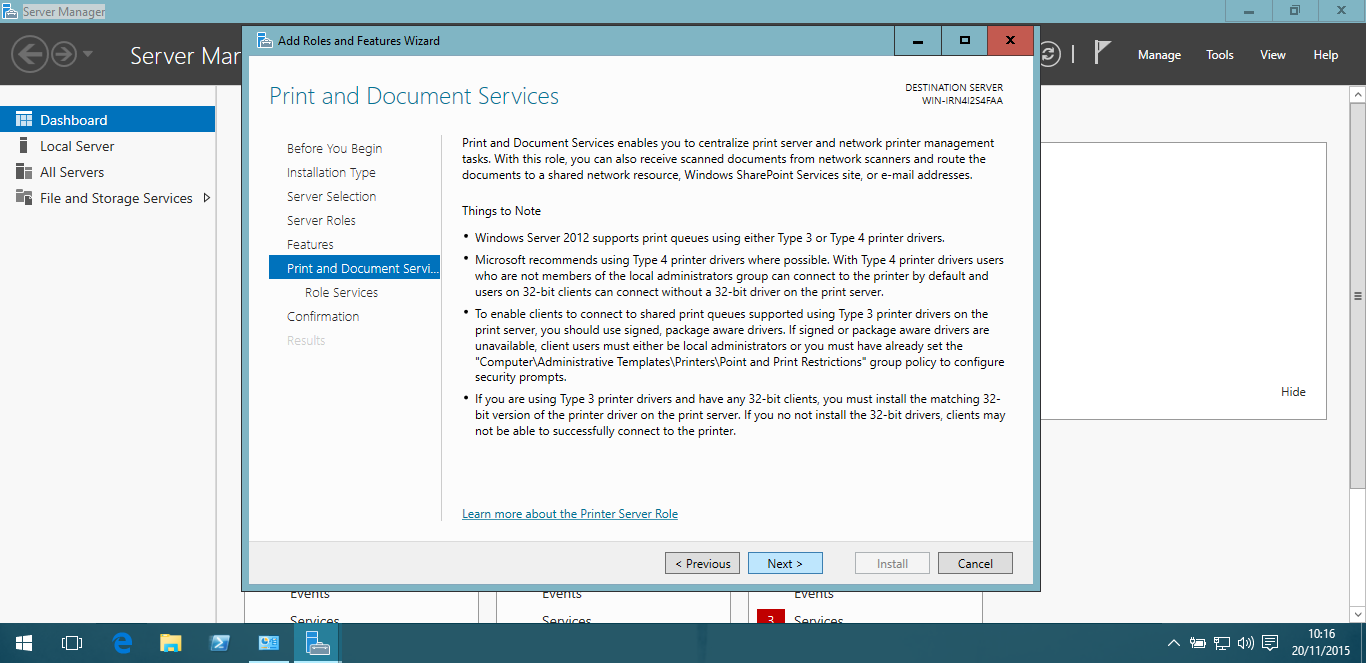 Server Manager
Add Roles and Features Wizard
Server Mar
Manage Tools View Help
Dashboard
Local Server
All Servers
File and Storage Services
Print and Document Services
DESTINATION SERVER
WIN-IRN4I2S4FAA
Before You Begin
Installation Type
Server Selection
Server Roles
Features
Print and Document Servi...
Role Services
Confirmation
Results
Print and Document Services enables you to centralize print server and network printer management
tasks. With this role, you can also receive scanned documents from network scanners and route the
documents to a shared network resource, Windows SharePoint Services site, or e-mail addresses.
Things to Note
• Windows Server 2012 supports print queues using either Type 3 or Type 4 printer drivers.
• Microsoft recommends using Type 4 printer drivers where possible. With Type 4 printer drivers users
who are not members of the local administrators group can connect to the printer by default and
users on 32-bit clients can connect without a 32-bit driver on the print server.
• To enable clients to connect to shared print queues supported using Type 3 printer drivers on the
print server, you should use signed, package aware drivers. If signed or package aware drivers are
unavailable, client users must either be local administrators or you must have already set the
"Computer\Administrative Templates\Printers\Point and Print Restrictions" group policy to configure
security prompts.
• If you are using Type 3 printer drivers and have any 32-bit clients, you must install the matching 32-
bit version of the printer driver on the print server. If you no not install the 32-bit drivers, clients may
not be able to successfully connect to the printer.
Learn more about the Printer Server Role
Hide
< Previous Next > Install Cancel
Events Events Events
Services Services 3 Services
10:16
20/11/2015